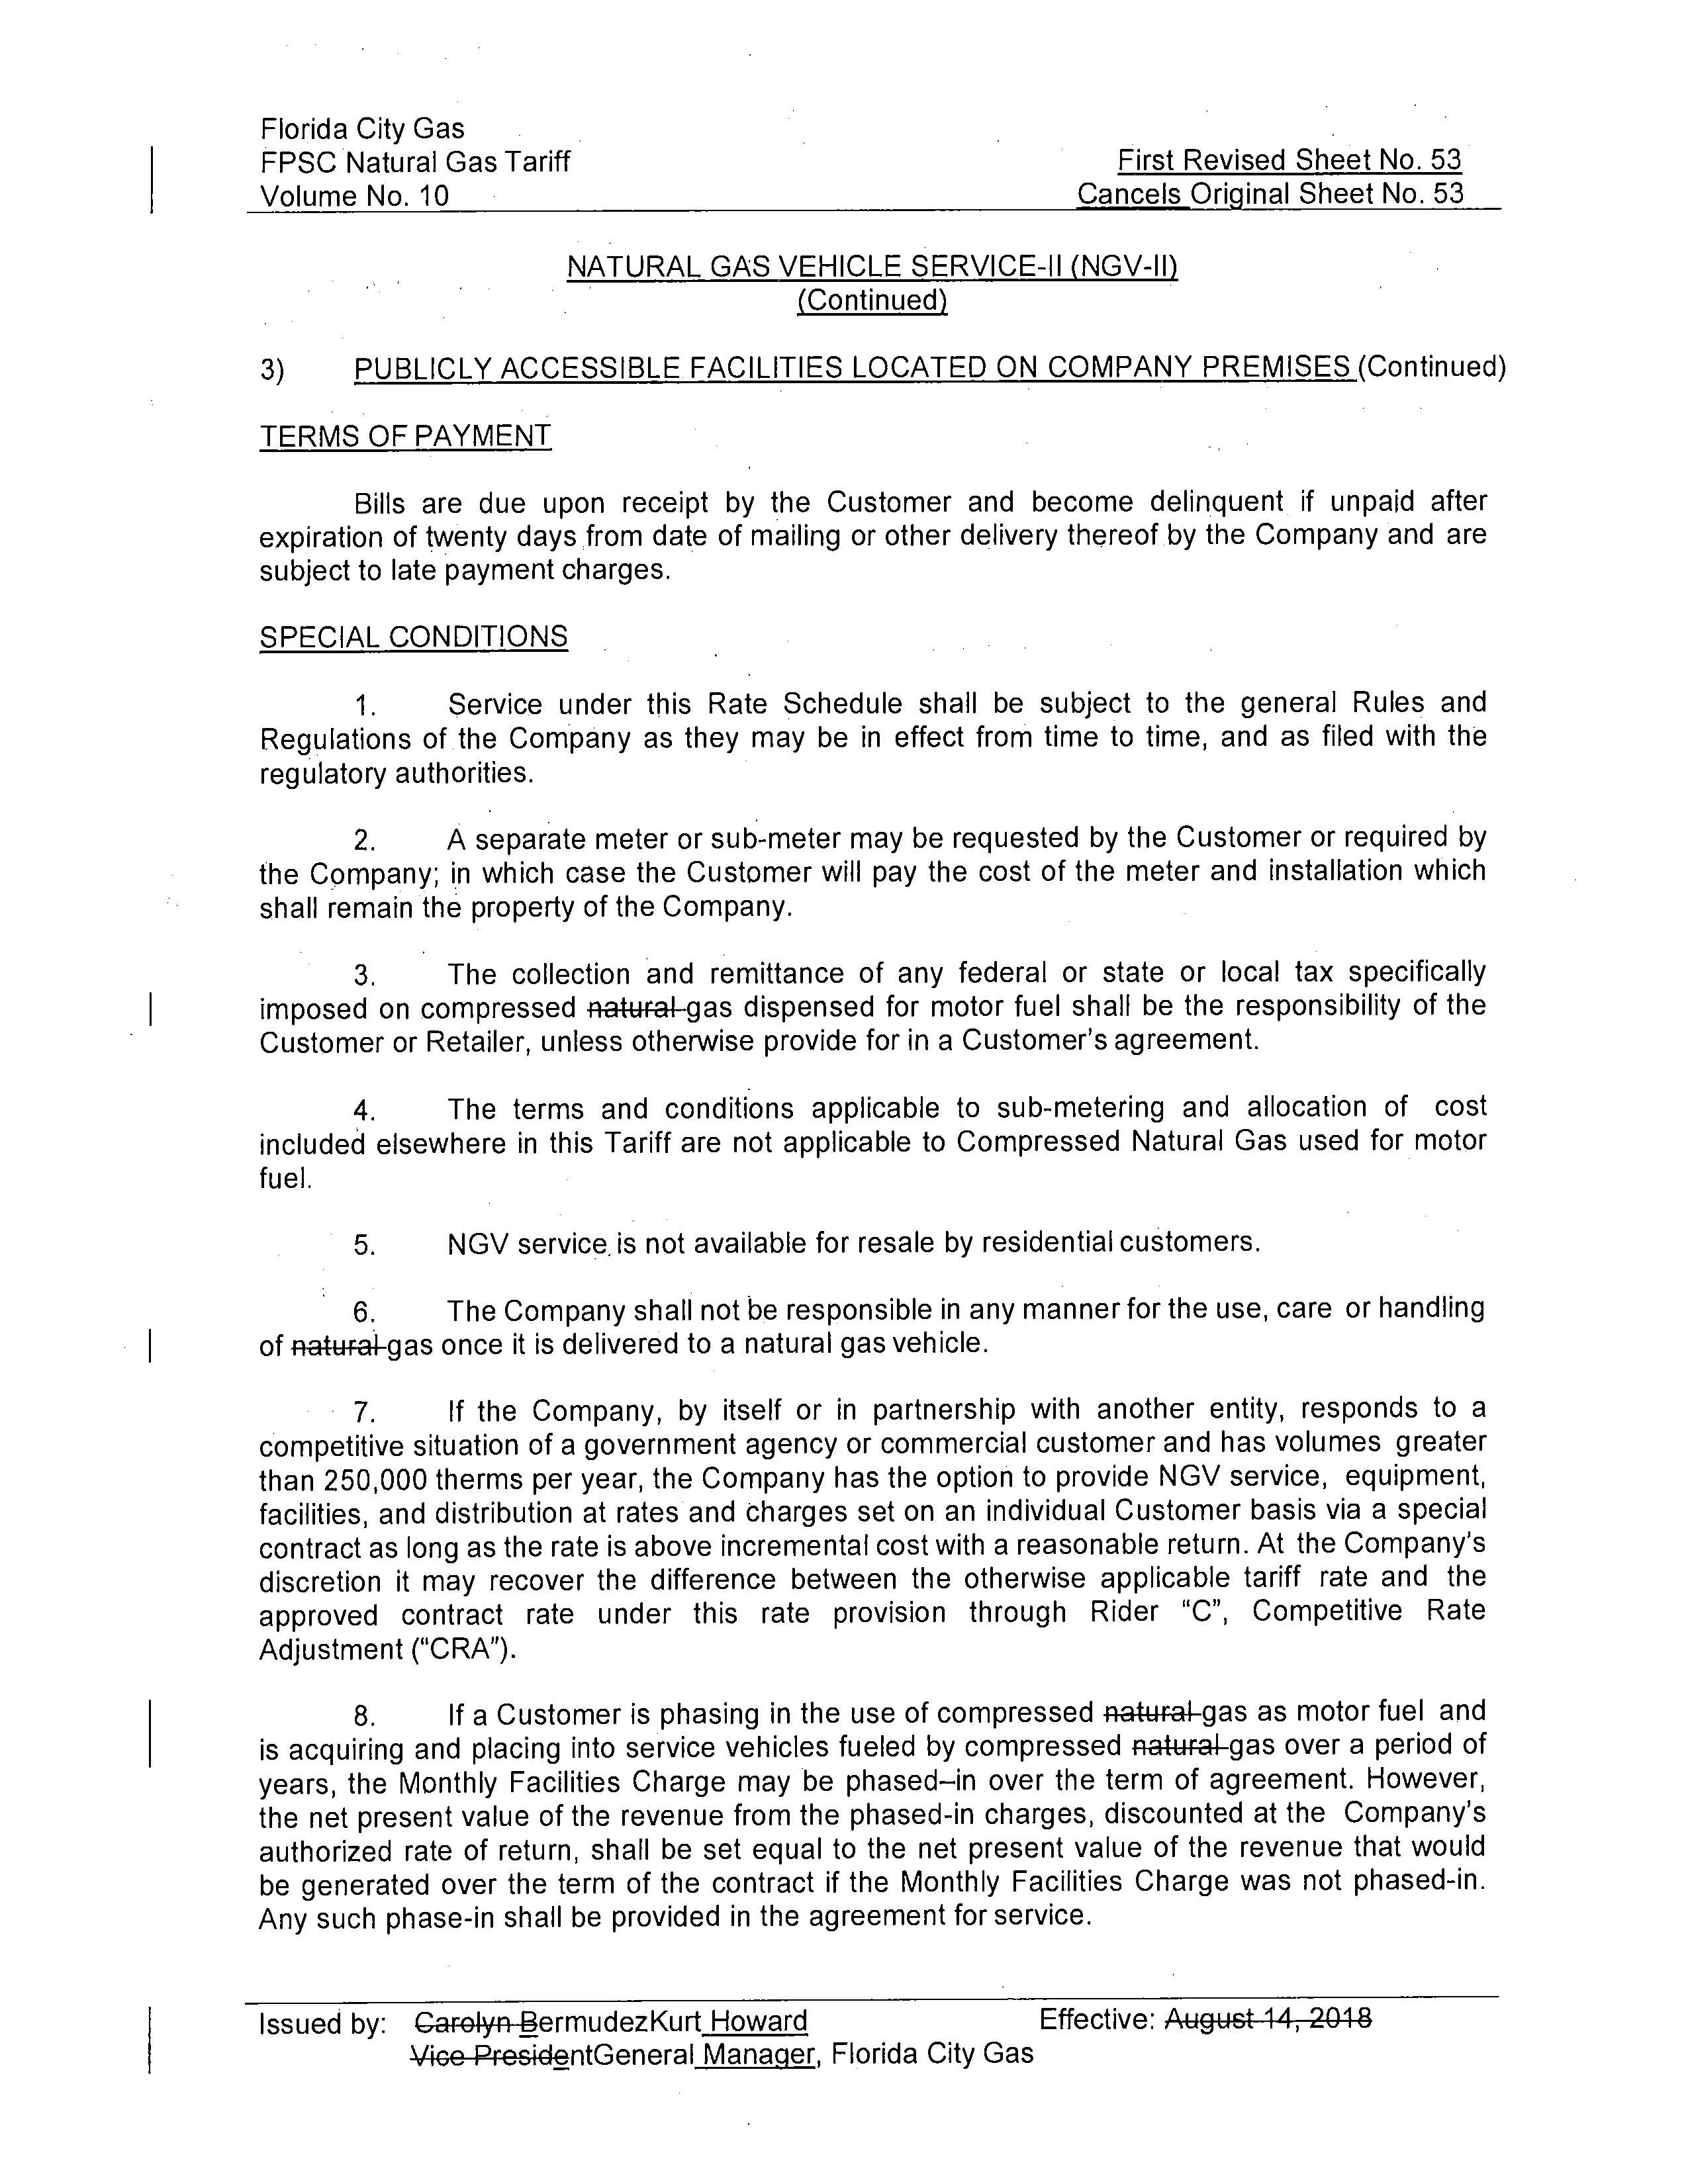 Florida City Gas
FPSC Natural Gas Tariff First Revised Sheet No. 53
Volume No. 10 Cancels Original Sheet No. 53
NATURAL GAS VEHICLE SERVICE-II (NGV-II)
(Continued)
3) PUBLICLY ACCESSIBLE FACILITIES LOCATED ON COMPANY PREMISES (Continued)
TERMS OF PAYMENT
Bills are due upon receipt by the Customer and become delinquent if unpaid after
expiration of twenty days from date of mailing or other delivery thereof by the Company and are
subject to late payment charges.
SPECIAL CONDITIONS
1. Service under this Rate Schedule shall be subject to the general Rules and
Regulations of the Company as they may be in effect from time to time, and as filed with the
regulatory authorities.
2. A separate meter or sub-meter may be requested by the Customer or required by
the Company; in which case the Customer will pay the cost of the meter and installation which
shall remain the property of the Company.
3. The collection and remittance of any federal or state or local tax specifically
imposed on compressed natural gas dispensed for motor fuel shall be the responsibility of the
Customer or Retailer, unless otherwise provide for in a Customer's agreement.
4. The terms and conditions applicable to sub-metering and allocation of cost
included elsewhere in this Tariff are not applicable to Compressed Natural Gas used for motor
fuel.
5. NGV service is not available for resale by residential customers.
6. The Company shall not be responsible in any manner for the use, care or handling
of natural gas once it is delivered to a natural gas vehicle.
7. If the Company, by itself or in partnership with another entity, responds to a
competitive situation of a government agency or commercial customer and has volumes greater
than 250,000 therms per year, the Company has the option to provide NGV service, equipment,
facilities, and distribution at rates and charges set on an individual Customer basis via a special
contract as long as the rate is above incremental cost with a reasonable return. At the Company's
discretion it may recover the difference between the otherwise applicable tariff rate and the
approved contract rate under this rate provision through Rider "C", Competitive Rate
Adjustment ("CRA").
8. If a Customer is phasing in the use of compressed natural gas as motor fuel and
is acquiring and placing into service vehicles fueled by compressed natural gas over a period of
years, the Monthly Facilities Charge may be phased–in over the term of agreement. However,
the net present value of the revenue from the phased-in charges, discounted at the Company's
authorized rate of return, shall be set equal to the net present value of the revenue that would
be generated over the term of the contract if the Monthly Facilities Charge was not phased-in.
Any such phase-in shall be provided in the agreement for service.
Issued by: Carolyn BermudezKurt Howard Effective: August 14, 2018
Vice PresidentGeneral Manager, Florida City Gas